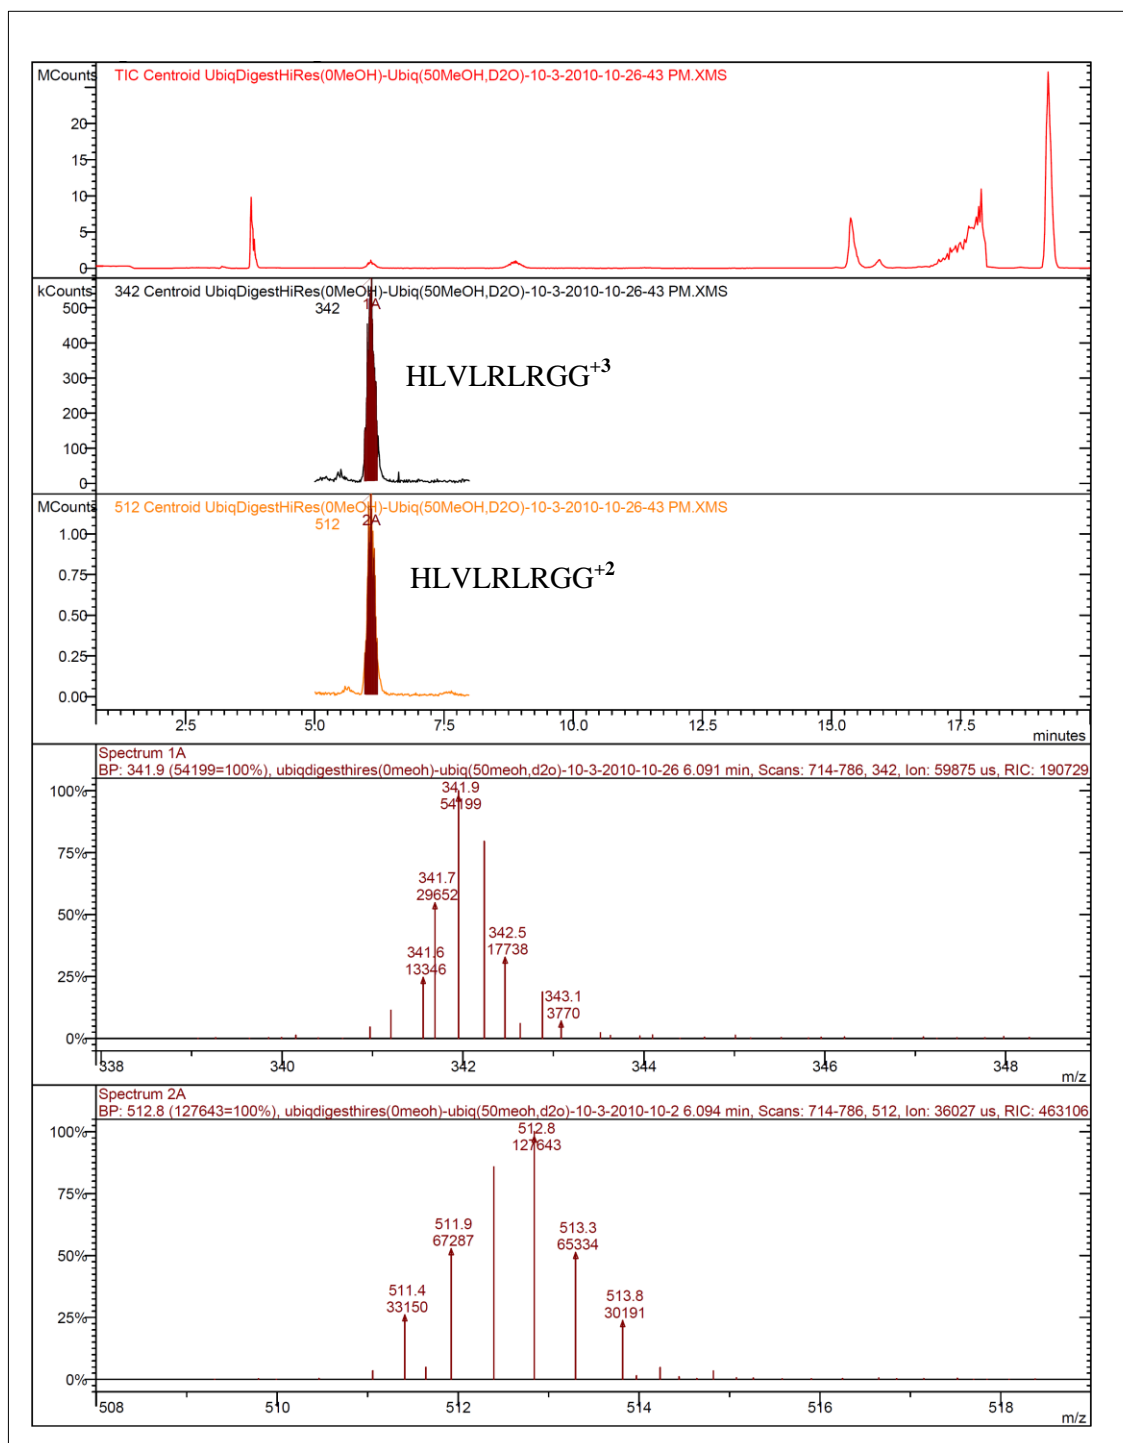 MCounts TIC Centroid UbiqDigestHiRes(0MeOH)-Ubiq(50MeOH,D2O)-10-3-2010-10-26-43 PM.XMS
20
15
10
5
0
kCounts 342 Centroid UbiqDigestHiRes(0MeOH)-Ubiq(50MeOH,D2O)-10-3-2010-10-26-43 PM.XMS
342
1A
500
400
300
200
100
0
HLVLRLRGG+3
MCounts 512 Centroid UbiqDigestHiRes(0MeOH)-Ubiq(50MeOH,D2O)-10-3-2010-10-26-43 PM.XMS
512
2A
1.00
0.75
0.50
0.25
0.00
HLVLRLRGG+2
2.5 5.0 7.5 10.0 12.5 15.0 17.5
minutes
Spectrum 1A
BP: 341.9 (54199=100%), ubiqdigesthires(0meoh)-ubiq(50meoh,d2o)-10-3-2010-10-26 6.091 min, Scans: 714-786, 342, Ion: 59875 us, RIC: 190729
100%
75%
50%
25%
0%
341.9
54199
341.7
29652
341.6
13346
342.5
17738
343.1
3770
338 340 342 344 346 348
m/z
Spectrum 2A
BP: 512.8 (127643=100%), ubiqdigesthires(0meoh)-ubiq(50meoh,d2o)-10-3-2010-10-2 6.094 min, Scans: 714-786, 512, Ion: 36027 us, RIC: 463106
100%
75%
50%
25%
0%
512.8
127643
511.9
67287
511.4
33150
513.3
65334
513.8
30191
508 510 512 514 516 518
m/z